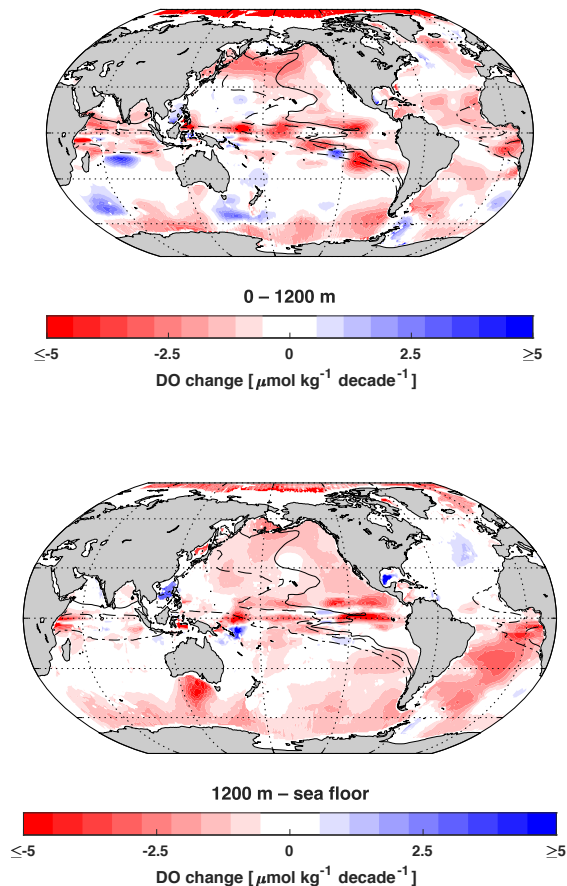 0 – 1200 m
≤-5 -2.5 0 2.5 ≥5
DO change [ μmol kg⁻¹ decade⁻¹ ]
1200 m – sea floor
≤-5 -2.5 0 2.5 ≥5
DO change [ μmol kg⁻¹ decade⁻¹ ]